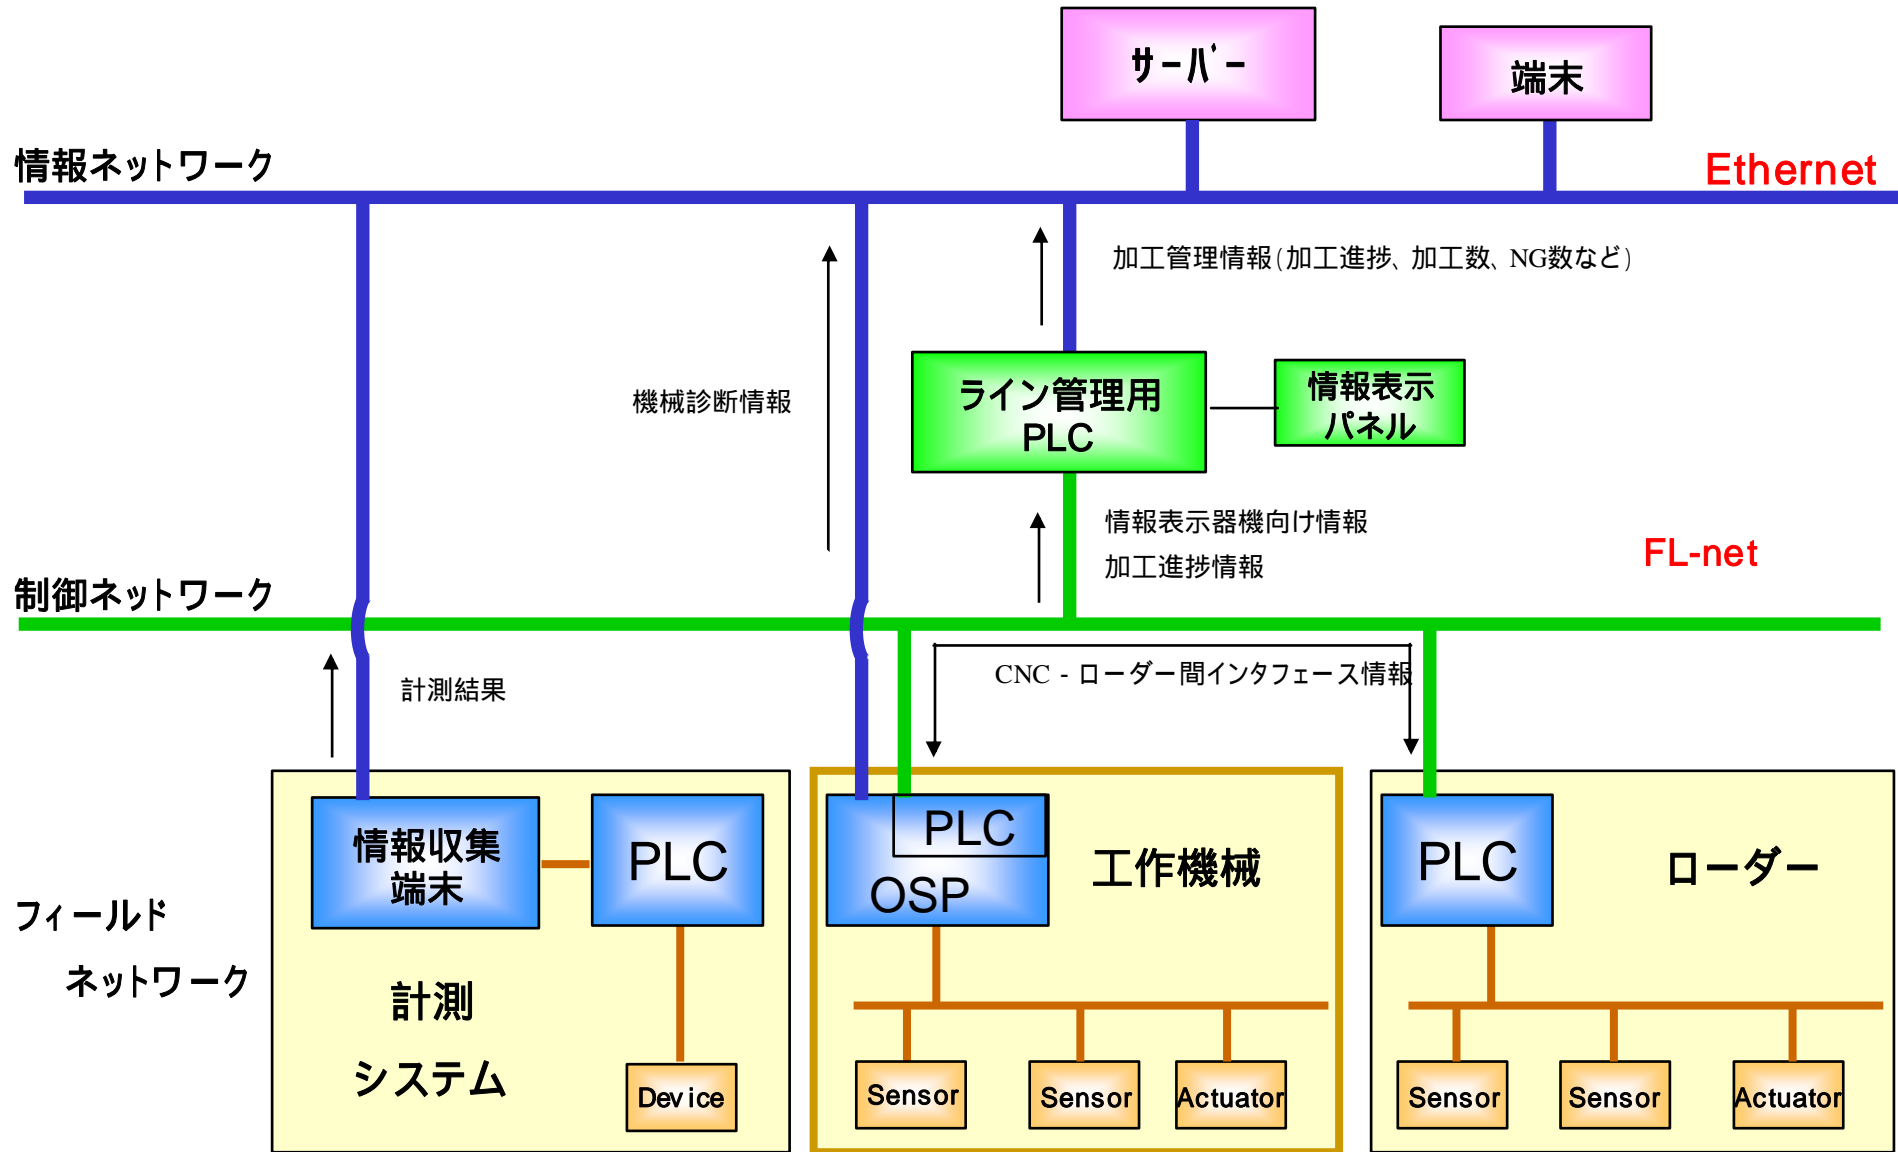 サーバー
端末
情報ネットワーク
Ethernet
加工管理情報(加工進捗、加工数、NG数など)
機械診断情報
ライン管理用
PLC
情報表示
パネル
情報表示器機向け情報
加工進捗情報
FL-net
制御ネットワーク
計測結果
CNC - ローダー間インタフェース情報
情報収集
端末
PLC
PLC
OSP
工作機械
PLC
ローダー
フィールド
ネットワーク
計測
システム
Device
Sensor
Sensor
Actuator
Sensor
Sensor
Actuator